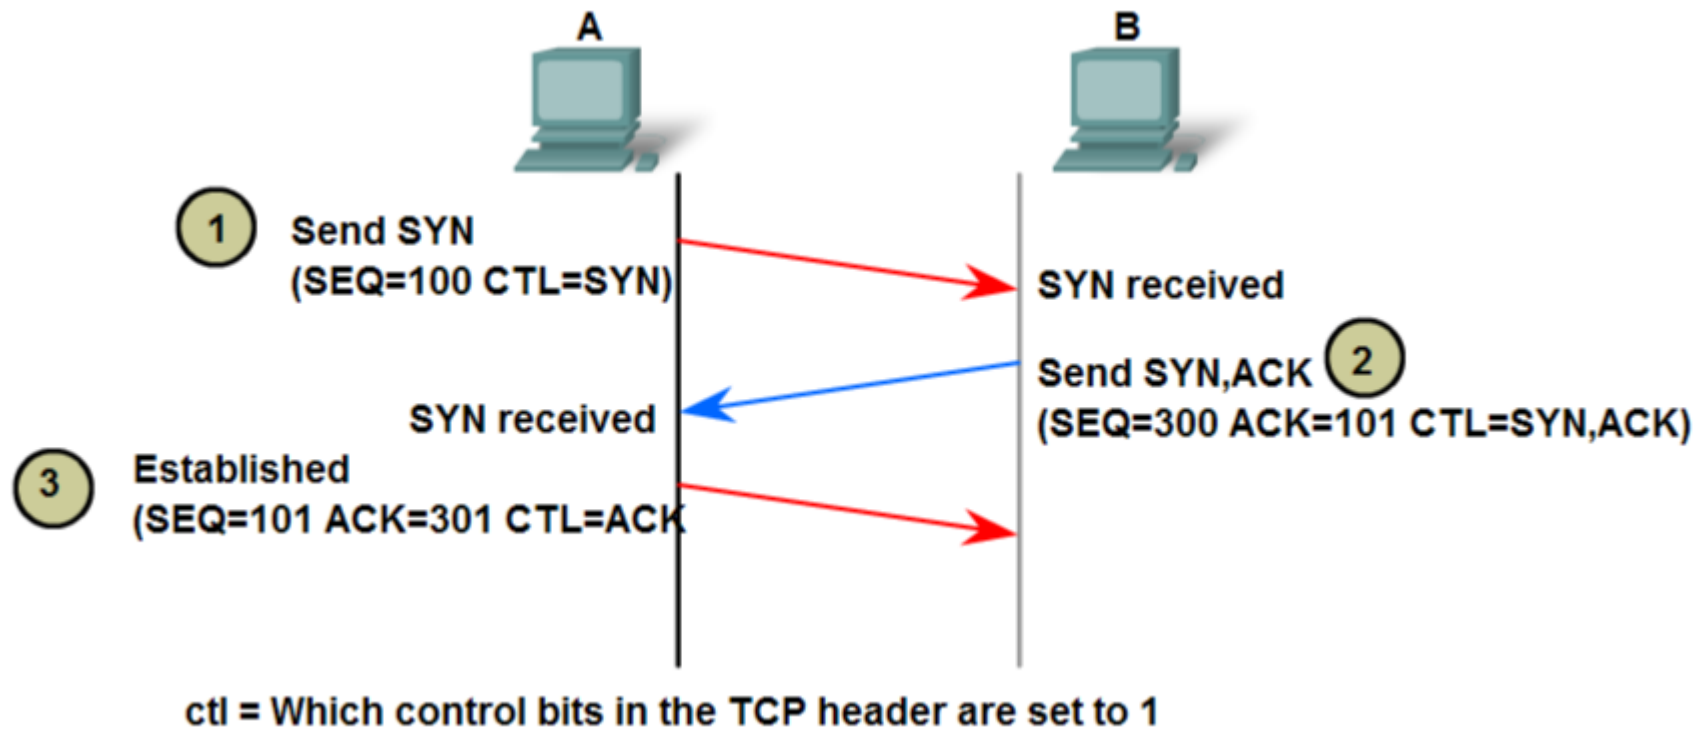 A
B
1
Send SYN
(SEQ=100 CTL=SYN)
SYN received
2
Send SYN,ACK
(SEQ=300 ACK=101 CTL=SYN,ACK)
SYN received
3
Established
(SEQ=101 ACK=301 CTL=ACK
ctl = Which control bits in the TCP header are set to 1